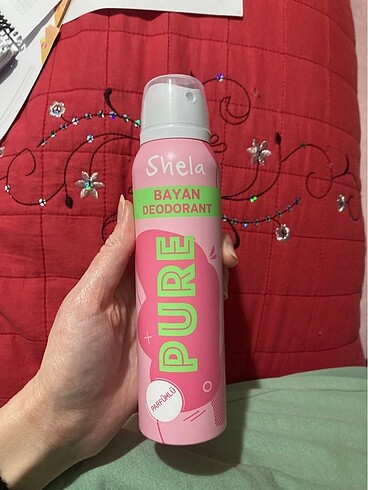 Shela
BAYAN
DEODORANT
PURE
PARFÜMLÜ